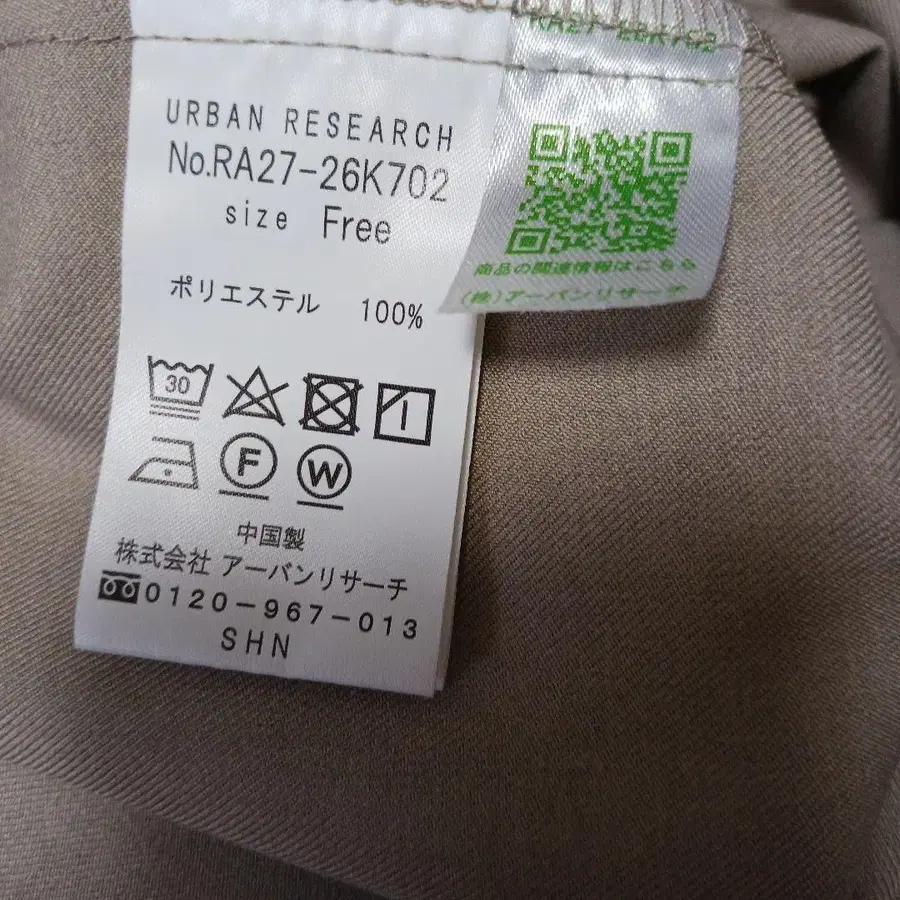 URBAN RESEARCH
No.RA27-26K702
size Free
ポリエステル 100%
30
F
W
中国製
株式会社 アーバンリサーチ
0120-967-013
SHN
RA27-26K702
商品の関連情報はこちら
(株)アーバンリサーチ